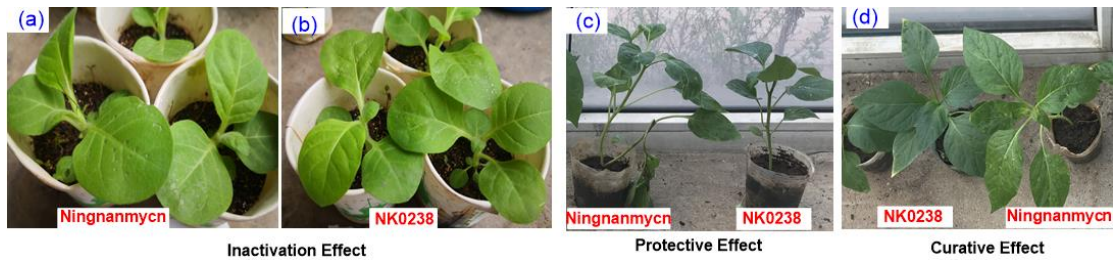 (a)
(b)
(c)
(d)
Ningnanmycn
NK0238
Ningnanmycn
NK0238
NK0238
Ningnanmycn
Inactivation Effect
Protective Effect
Curative Effect